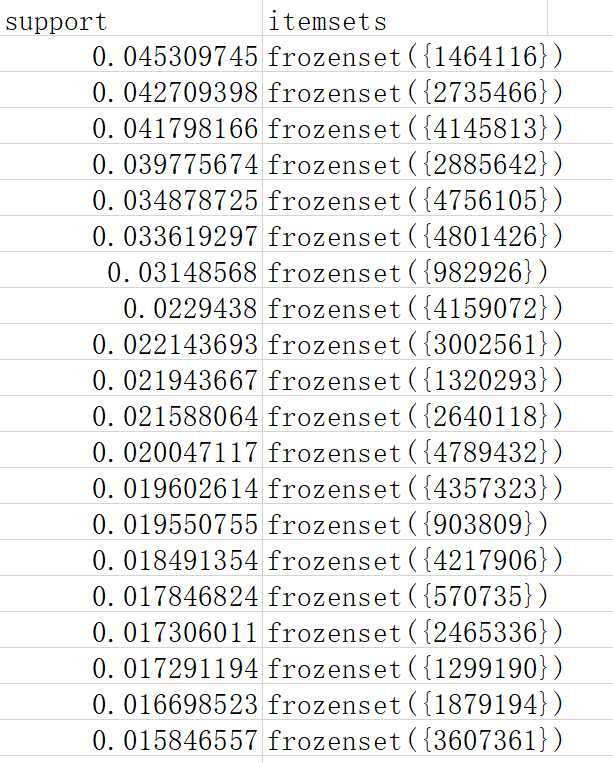 support itemsets
0.045309745 frozenset({1464116})
0.042709398 frozenset({2735466})
0.041798166 frozenset({4145813})
0.039775674 frozenset({2885642})
0.034878725 frozenset({4756105})
0.033619297 frozenset({4801426})
0.03148568 frozenset({982926})
0.0229438 frozenset({4159072})
0.022143693 frozenset({3002561})
0.021943667 frozenset({1320293})
0.021588064 frozenset({2640118})
0.020047117 frozenset({4789432})
0.019602614 frozenset({4357323})
0.019550755 frozenset({903809})
0.018491354 frozenset({4217906})
0.017846824 frozenset({570735})
0.017306011 frozenset({2465336})
0.017291194 frozenset({1299190})
0.016698523 frozenset({1879194})
0.015846557 frozenset({3607361})